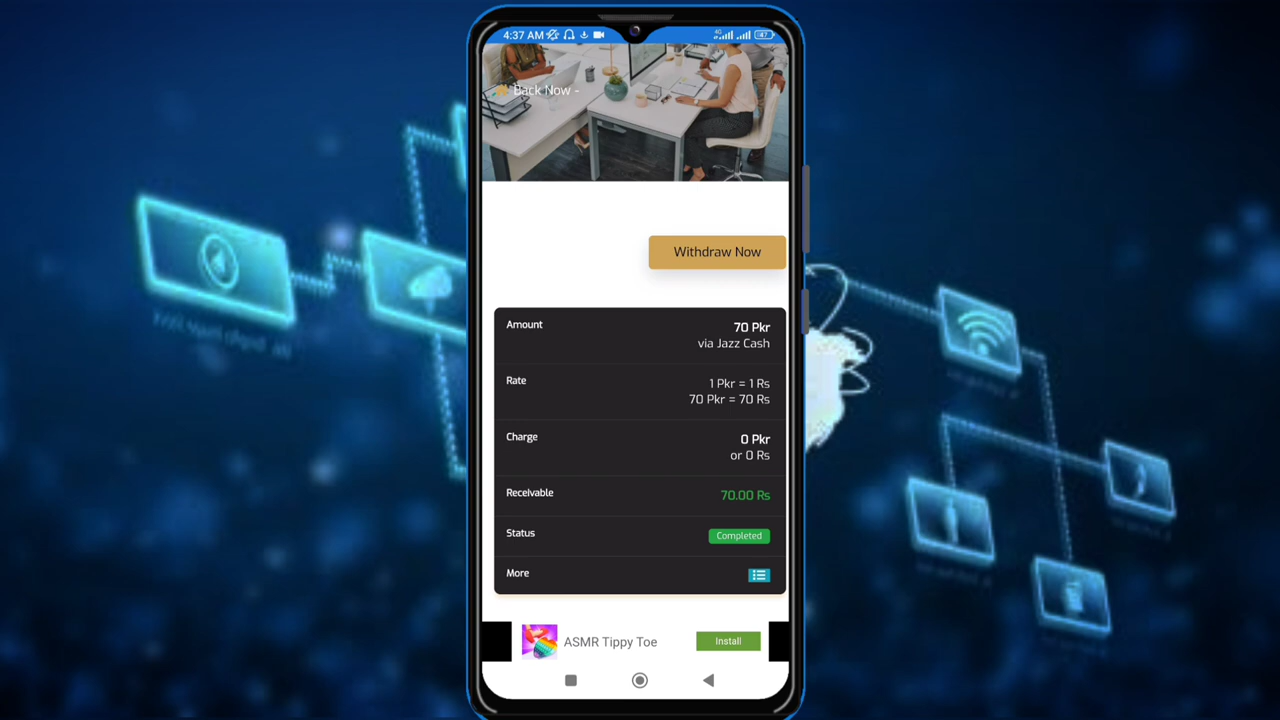 4:37 AM
4G
47
Back Now -
Withdraw Now
Amount
70 Pkr
via Jazz Cash
Rate
1 Pkr = 1 Rs
70 Pkr = 70 Rs
Charge
0 Pkr
or 0 Rs
Receivable
70.00 Rs
Status
Completed
More
ASMR Tippy Toe
Install